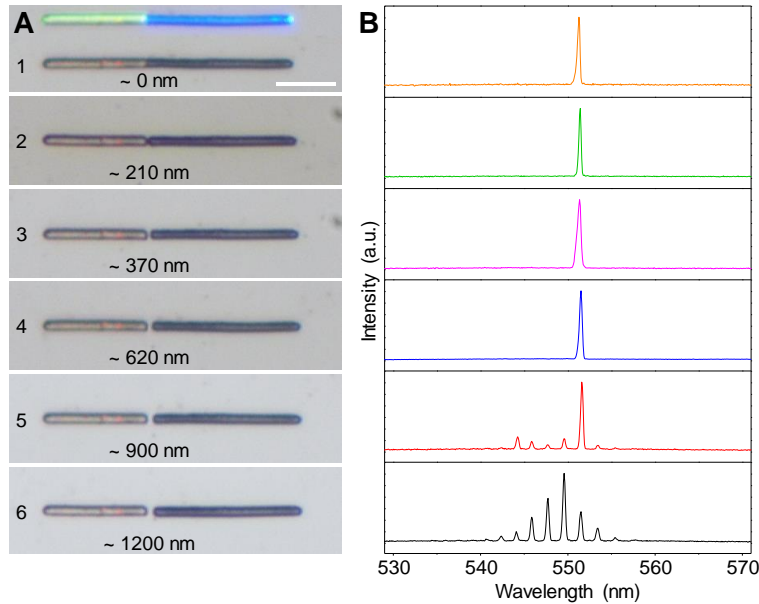 A
1
~ 0 nm
2
~ 210 nm
3
~ 370 nm
4
~ 620 nm
5
~ 900 nm
6
~ 1200 nm
B
Intensity (a.u.)
530 540 550 560 570
Wavelength (nm)